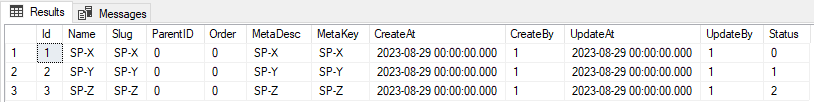 Results Messages
Id Name Slug ParentID Order MetaDesc MetaKey CreateAt CreateBy UpdateAt UpdateBy Status
1 1 SP-X SP-X 0 0 SP-X SP-X 2023-08-29 00:00:00.000 1 2023-08-29 00:00:00.000 1 0
2 2 SP-Y SP-Y 0 0 SP-Y SP-Y 2023-08-29 00:00:00.000 1 2023-08-29 00:00:00.000 1 1
3 3 SP-Z SP-Z 0 0 SP-Z SP-Z 2023-08-29 00:00:00.000 1 2023-08-29 00:00:00.000 1 2